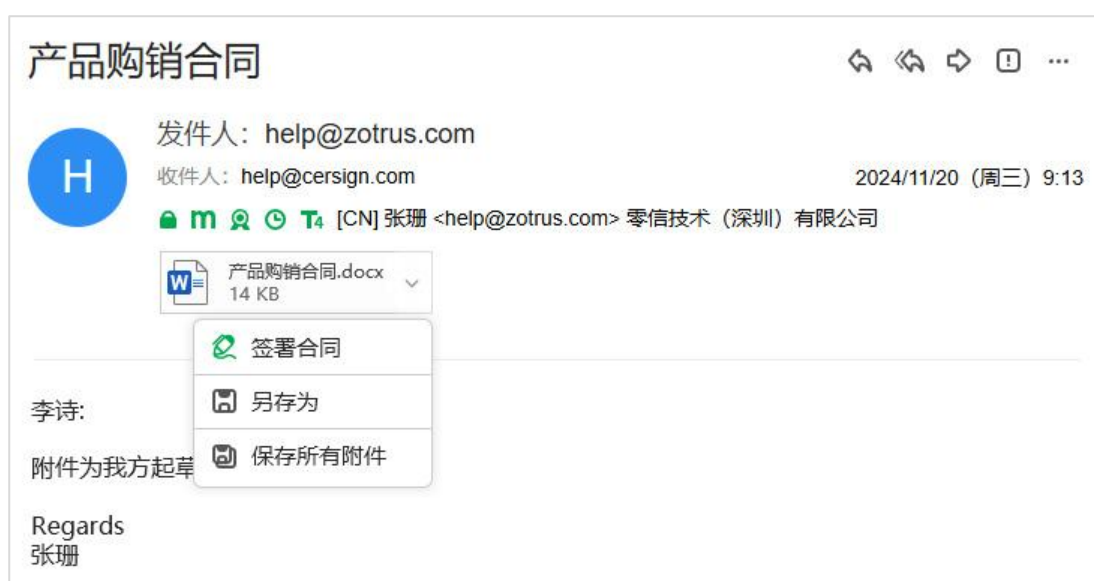 产品购销合同
H
发件人：help@zotrus.com
收件人：help@cersign.com
2024/11/20（周三）9:13
m T4 [CN] 张珊 <help@zotrus.com> 零信技术（深圳）有限公司
W
产品购销合同.docx
14 KB
签署合同
另存为
保存所有附件
李诗:
附件为我方起草
Regards
张珊